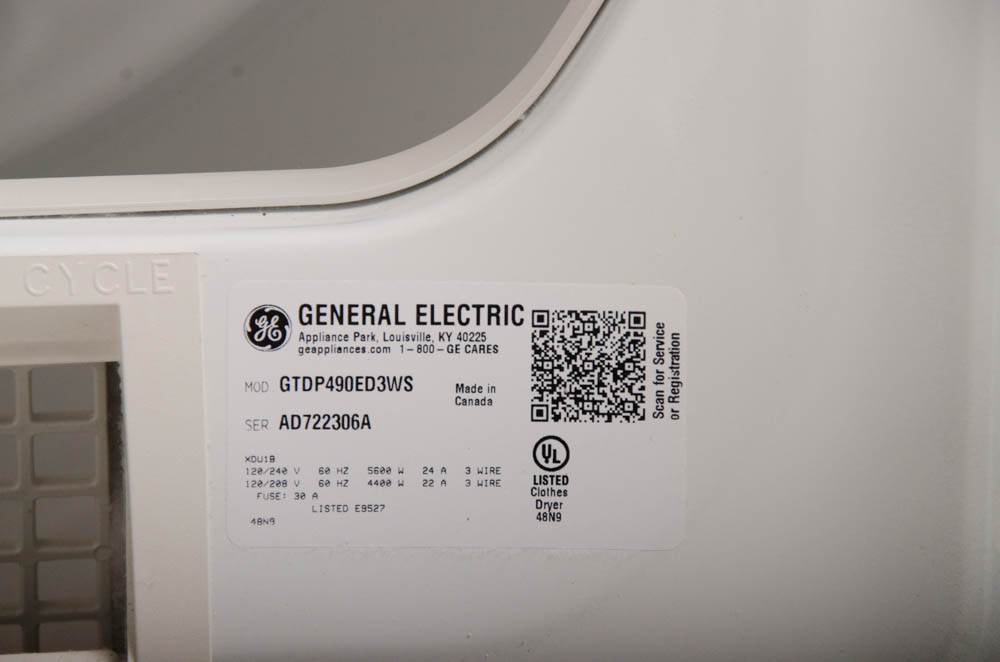 CYCLE
GE
GENERAL ELECTRIC
Appliance Park, Louisville, KY 40225
geappliances.com 1-800-GE CARES
MOD GTDP490ED3WS
Made in
Canada
SER AD722306A
Scan for Service
or Registration
XDU1B
120/240 V 60 HZ 5600 W 24 A 3 WIRE
120/208 V 60 HZ 4400 W 22 A 3 WIRE
FUSE: 30 A
LISTED E9527
48N9
UL
LISTED
Clothes
Dryer
48N9